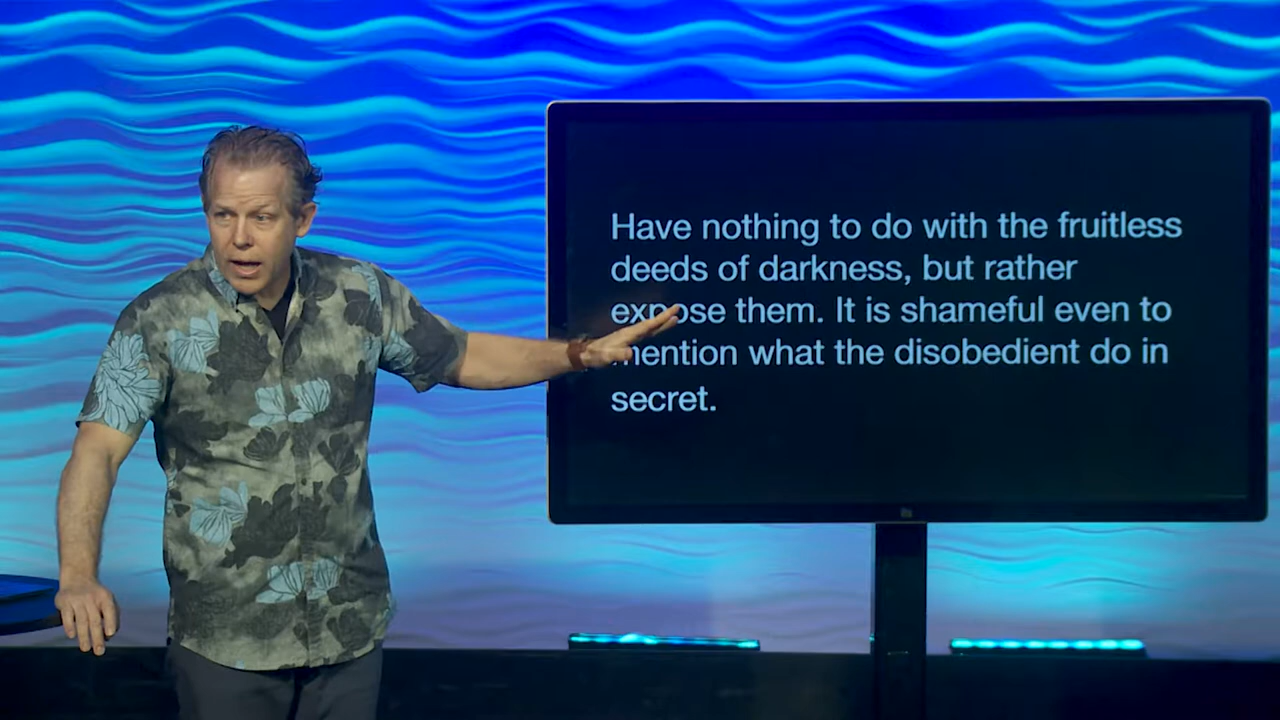 Have nothing to do with the fruitless
deeds of darkness, but rather
expose them. It is shameful even to
mention what the disobedient do in
secret.